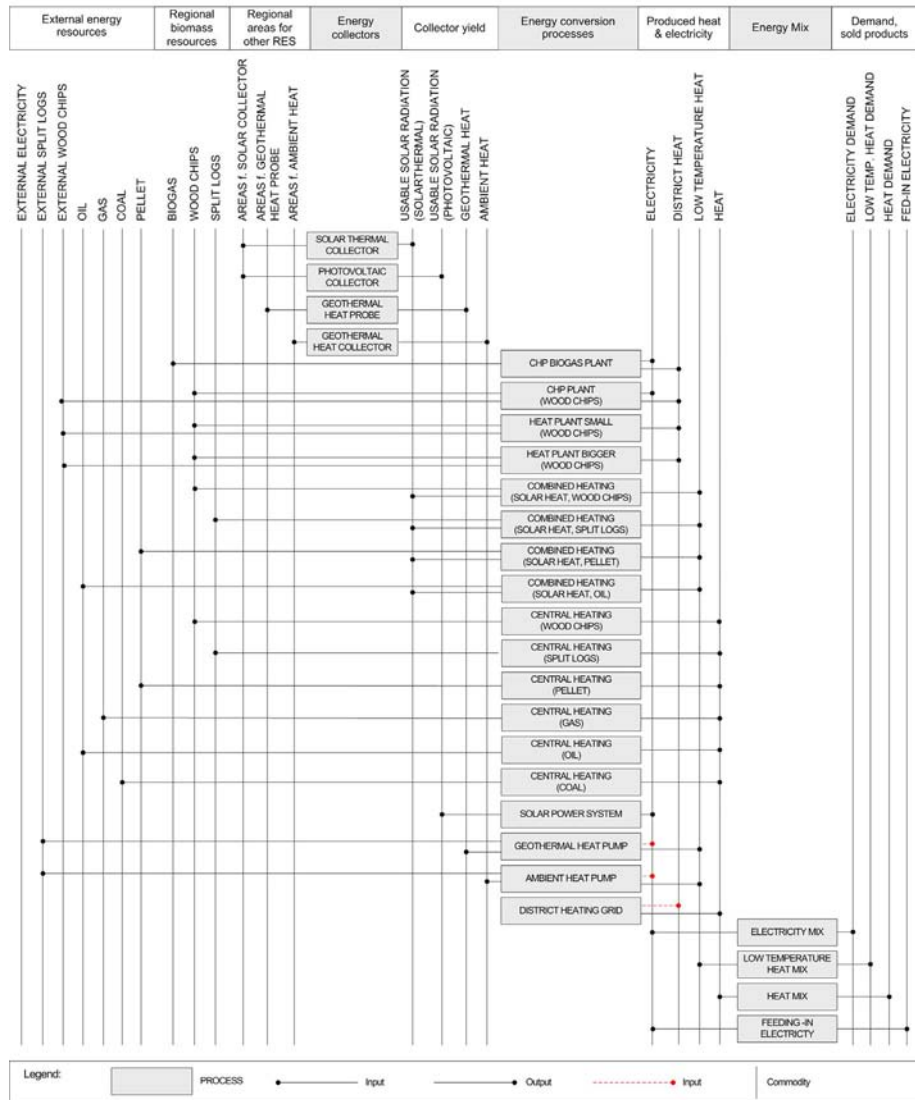 External energy
resources
Regional
biomass
resources
Regional
areas for
other RES
Energy
collectors
Collector yield
Energy conversion
processes
Produced heat
& electricity
Energy Mix
Demand,
sold products
EXTERNAL ELECTRICITY
EXTERNAL SPLIT LOGS
EXTERNAL WOOD CHIPS
OIL
GAS
COAL
PELLET
BIOGAS
WOOD CHIPS
SPLIT LOGS
AREAS f. SOLAR COLLECTOR
AREAS f. GEOTHERMAL
HEAT PROBE
AREAS f. AMBIENT HEAT
USABLE SOLAR RADIATION
(SOLARTHERMAL)
USABLE SOLAR RADIATION
(PHOTOVOLTAIC)
GEOTHERMAL HEAT
AMBIENT HEAT
ELECTRICITY
DISTRICT HEAT
LOW TEMPERATURE HEAT
HEAT
ELECTRICITY DEMAND
LOW TEMP. HEAT DEMAND
HEAT DEMAND
FED-IN ELECTRICITY
SOLAR THERMAL
COLLECTOR
PHOTOVOLTAIC
COLLECTOR
GEOTHERMAL
HEAT PROBE
GEOTHERMAL
HEAT COLLECTOR
CHP BIOGAS PLANT
CHP PLANT
(WOOD CHIPS)
HEAT PLANT SMALL
(WOOD CHIPS)
HEAT PLANT BIGGER
(WOOD CHIPS)
COMBINED HEATING
(SOLAR HEAT, WOOD CHIPS)
COMBINED HEATING
(SOLAR HEAT, SPLIT LOGS)
COMBINED HEATING
(SOLAR HEAT, PELLET)
COMBINED HEATING
(SOLAR HEAT, OIL)
CENTRAL HEATING
(WOOD CHIPS)
CENTRAL HEATING
(SPLIT LOGS)
CENTRAL HEATING
(PELLET)
CENTRAL HEATING
(GAS)
CENTRAL HEATING
(OIL)
CENTRAL HEATING
(COAL)
SOLAR POWER SYSTEM
GEOTHERMAL HEAT PUMP
AMBIENT HEAT PUMP
DISTRICT HEATING GRID
ELECTRICITY MIX
LOW TEMPERATURE
HEAT MIX
HEAT MIX
FEEDING -IN
ELECTRICTY
Legend:
PROCESS
Input
Output
Input
Commodity